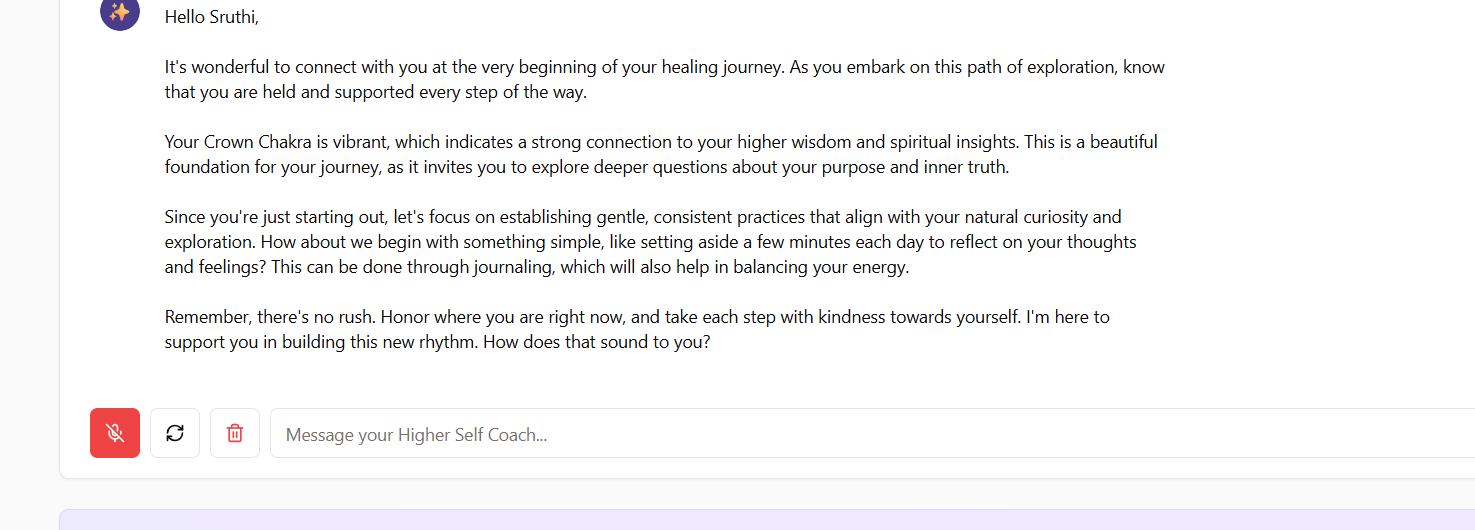 Hello Sruthi,
It's wonderful to connect with you at the very beginning of your healing journey. As you embark on this path of exploration, know
that you are held and supported every step of the way.
Your Crown Chakra is vibrant, which indicates a strong connection to your higher wisdom and spiritual insights. This is a beautiful
foundation for your journey, as it invites you to explore deeper questions about your purpose and inner truth.
Since you're just starting out, let's focus on establishing gentle, consistent practices that align with your natural curiosity and
exploration. How about we begin with something simple, like setting aside a few minutes each day to reflect on your thoughts
and feelings? This can be done through journaling, which will also help in balancing your energy.
Remember, there's no rush. Honor where you are right now, and take each step with kindness towards yourself. I'm here to
support you in building this new rhythm. How does that sound to you?
Message your Higher Self Coach...